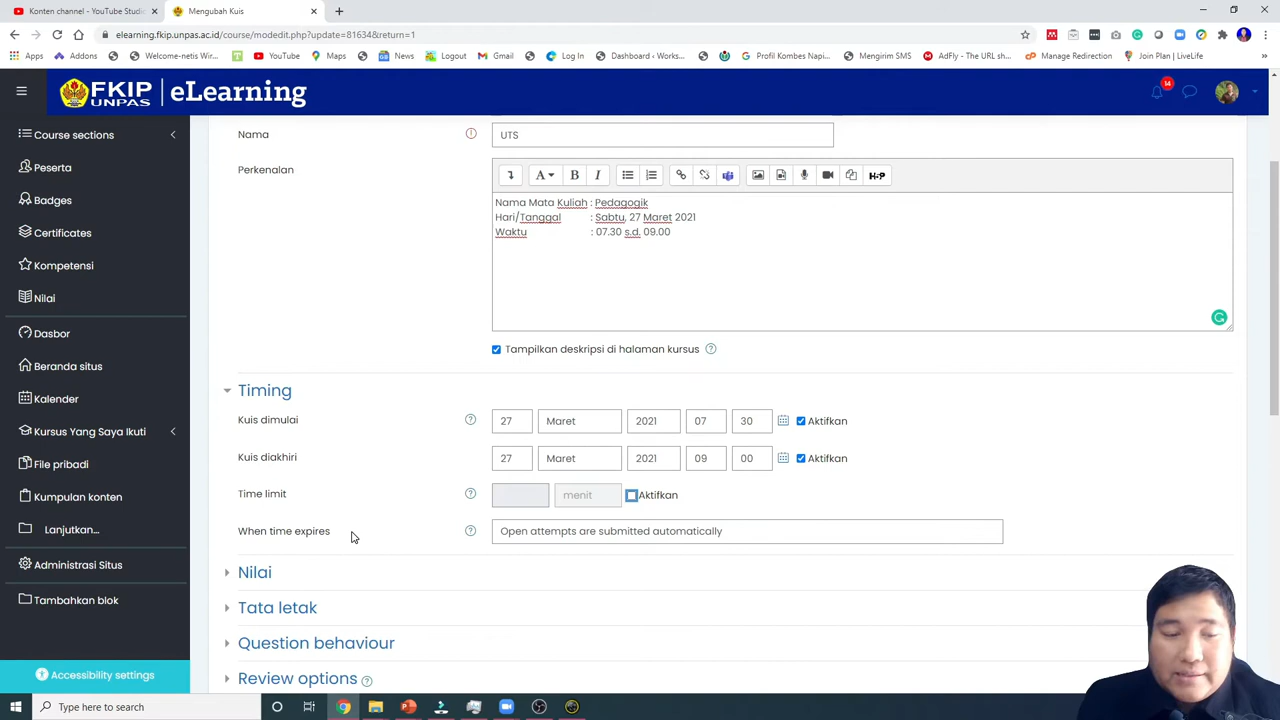 Konten channel - YouTube Studio
Mengubah Kuis
elearning.fkip.unpas.ac.id/course/modedit.php?update=81634&return=1
Apps
Addons
Welcome-netis Wir...
YouTube
Maps
News
Logout
Gmail
Log In
Dashboard ‹ Works...
Profil Kombes Napi...
Mengirim SMS
AdFly - The URL sh...
Manage Redirection
Join Plan | LiveLife
FKIP UNPAS | eLearning
14
Course sections
Peserta
Badges
Certificates
Kompetensi
Nilai
Dasbor
Beranda situs
Kalender
Kursus Yang Saya Ikuti
File pribadi
Kumpulan konten
Lanjutkan...
Administrasi Situs
Tambahkan blok
Accessibility settings
Nama
UTS
Perkenalan
A B I
H-P
Nama Mata Kuliah : Pedagogik
Hari/Tanggal : Sabtu, 27 Maret 2021
Waktu : 07.30 s.d. 09.00
Tampilkan deskripsi di halaman kursus
Timing
Kuis dimulai 27 Maret 2021 07 30 Aktifkan
Kuis diakhiri 27 Maret 2021 09 00 Aktifkan
Time limit menit Aktifkan
When time expires Open attempts are submitted automatically
Nilai
Tata letak
Question behaviour
Review options
Type here to search